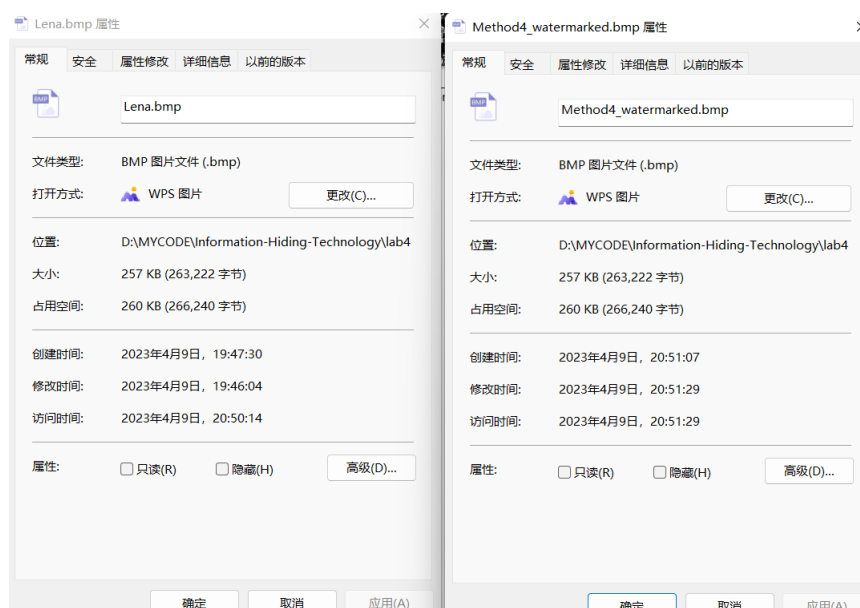 Lena.bmp 属性
常规 安全 属性修改 详细信息 以前的版本
BMP
Lena.bmp
文件类型: BMP 图片文件 (.bmp)
打开方式: WPS 图片 更改(C)...
位置: D:\MYCODE\Information-Hiding-Technology\lab4
大小: 257 KB (263,222 字节)
占用空间: 260 KB (266,240 字节)
创建时间: 2023年4月9日，19:47:30
修改时间: 2023年4月9日，19:46:04
访问时间: 2023年4月9日，20:50:14
属性: 只读(R) 隐藏(H) 高级(D)...
确定 取消 应用(A)
Method4_watermarked.bmp 属性
常规 安全 属性修改 详细信息 以前的版本
BMP
Method4_watermarked.bmp
文件类型: BMP 图片文件 (.bmp)
打开方式: WPS 图片 更改(C)...
位置: D:\MYCODE\Information-Hiding-Technology\lab4
大小: 257 KB (263,222 字节)
占用空间: 260 KB (266,240 字节)
创建时间: 2023年4月9日，20:51:07
修改时间: 2023年4月9日，20:51:29
访问时间: 2023年4月9日，20:51:29
属性: 只读(R) 隐藏(H) 高级(D)...
确定 取消 应用(A)